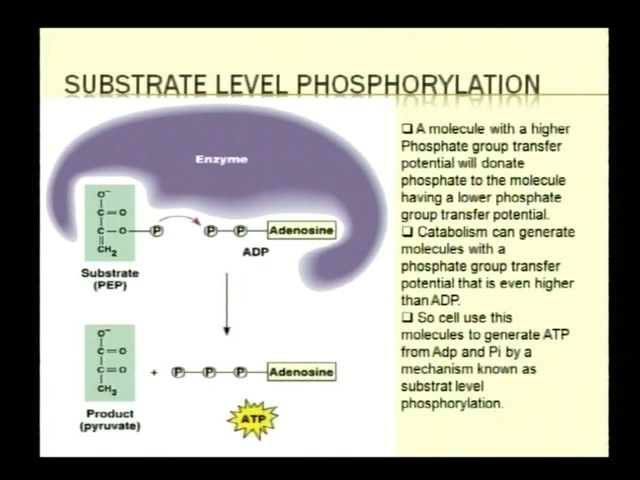 SUBSTRATE LEVEL PHOSPHORYLATION
Enzyme
O⁻
C=O
C—O—P
CH₂
P—P—Adenosine
ADP
Substrate
(PEP)
O⁻
C=O
C=O
CH₃
+ P—P—P—Adenosine
Product
(pyruvate)
ATP
❑ A molecule with a higher
Phosphate group transfer
potential will donate
phosphate to the molecule
having a lower phosphate
group transfer potential.
❑ Catabolism can generate
molecules with a
phosphate group transfer
potential that is even higher
than ADP.
❑ So cell use this
molecules to generate ATP
from Adp and Pi by a
mechanism known as
substrat level
phosphorylation.